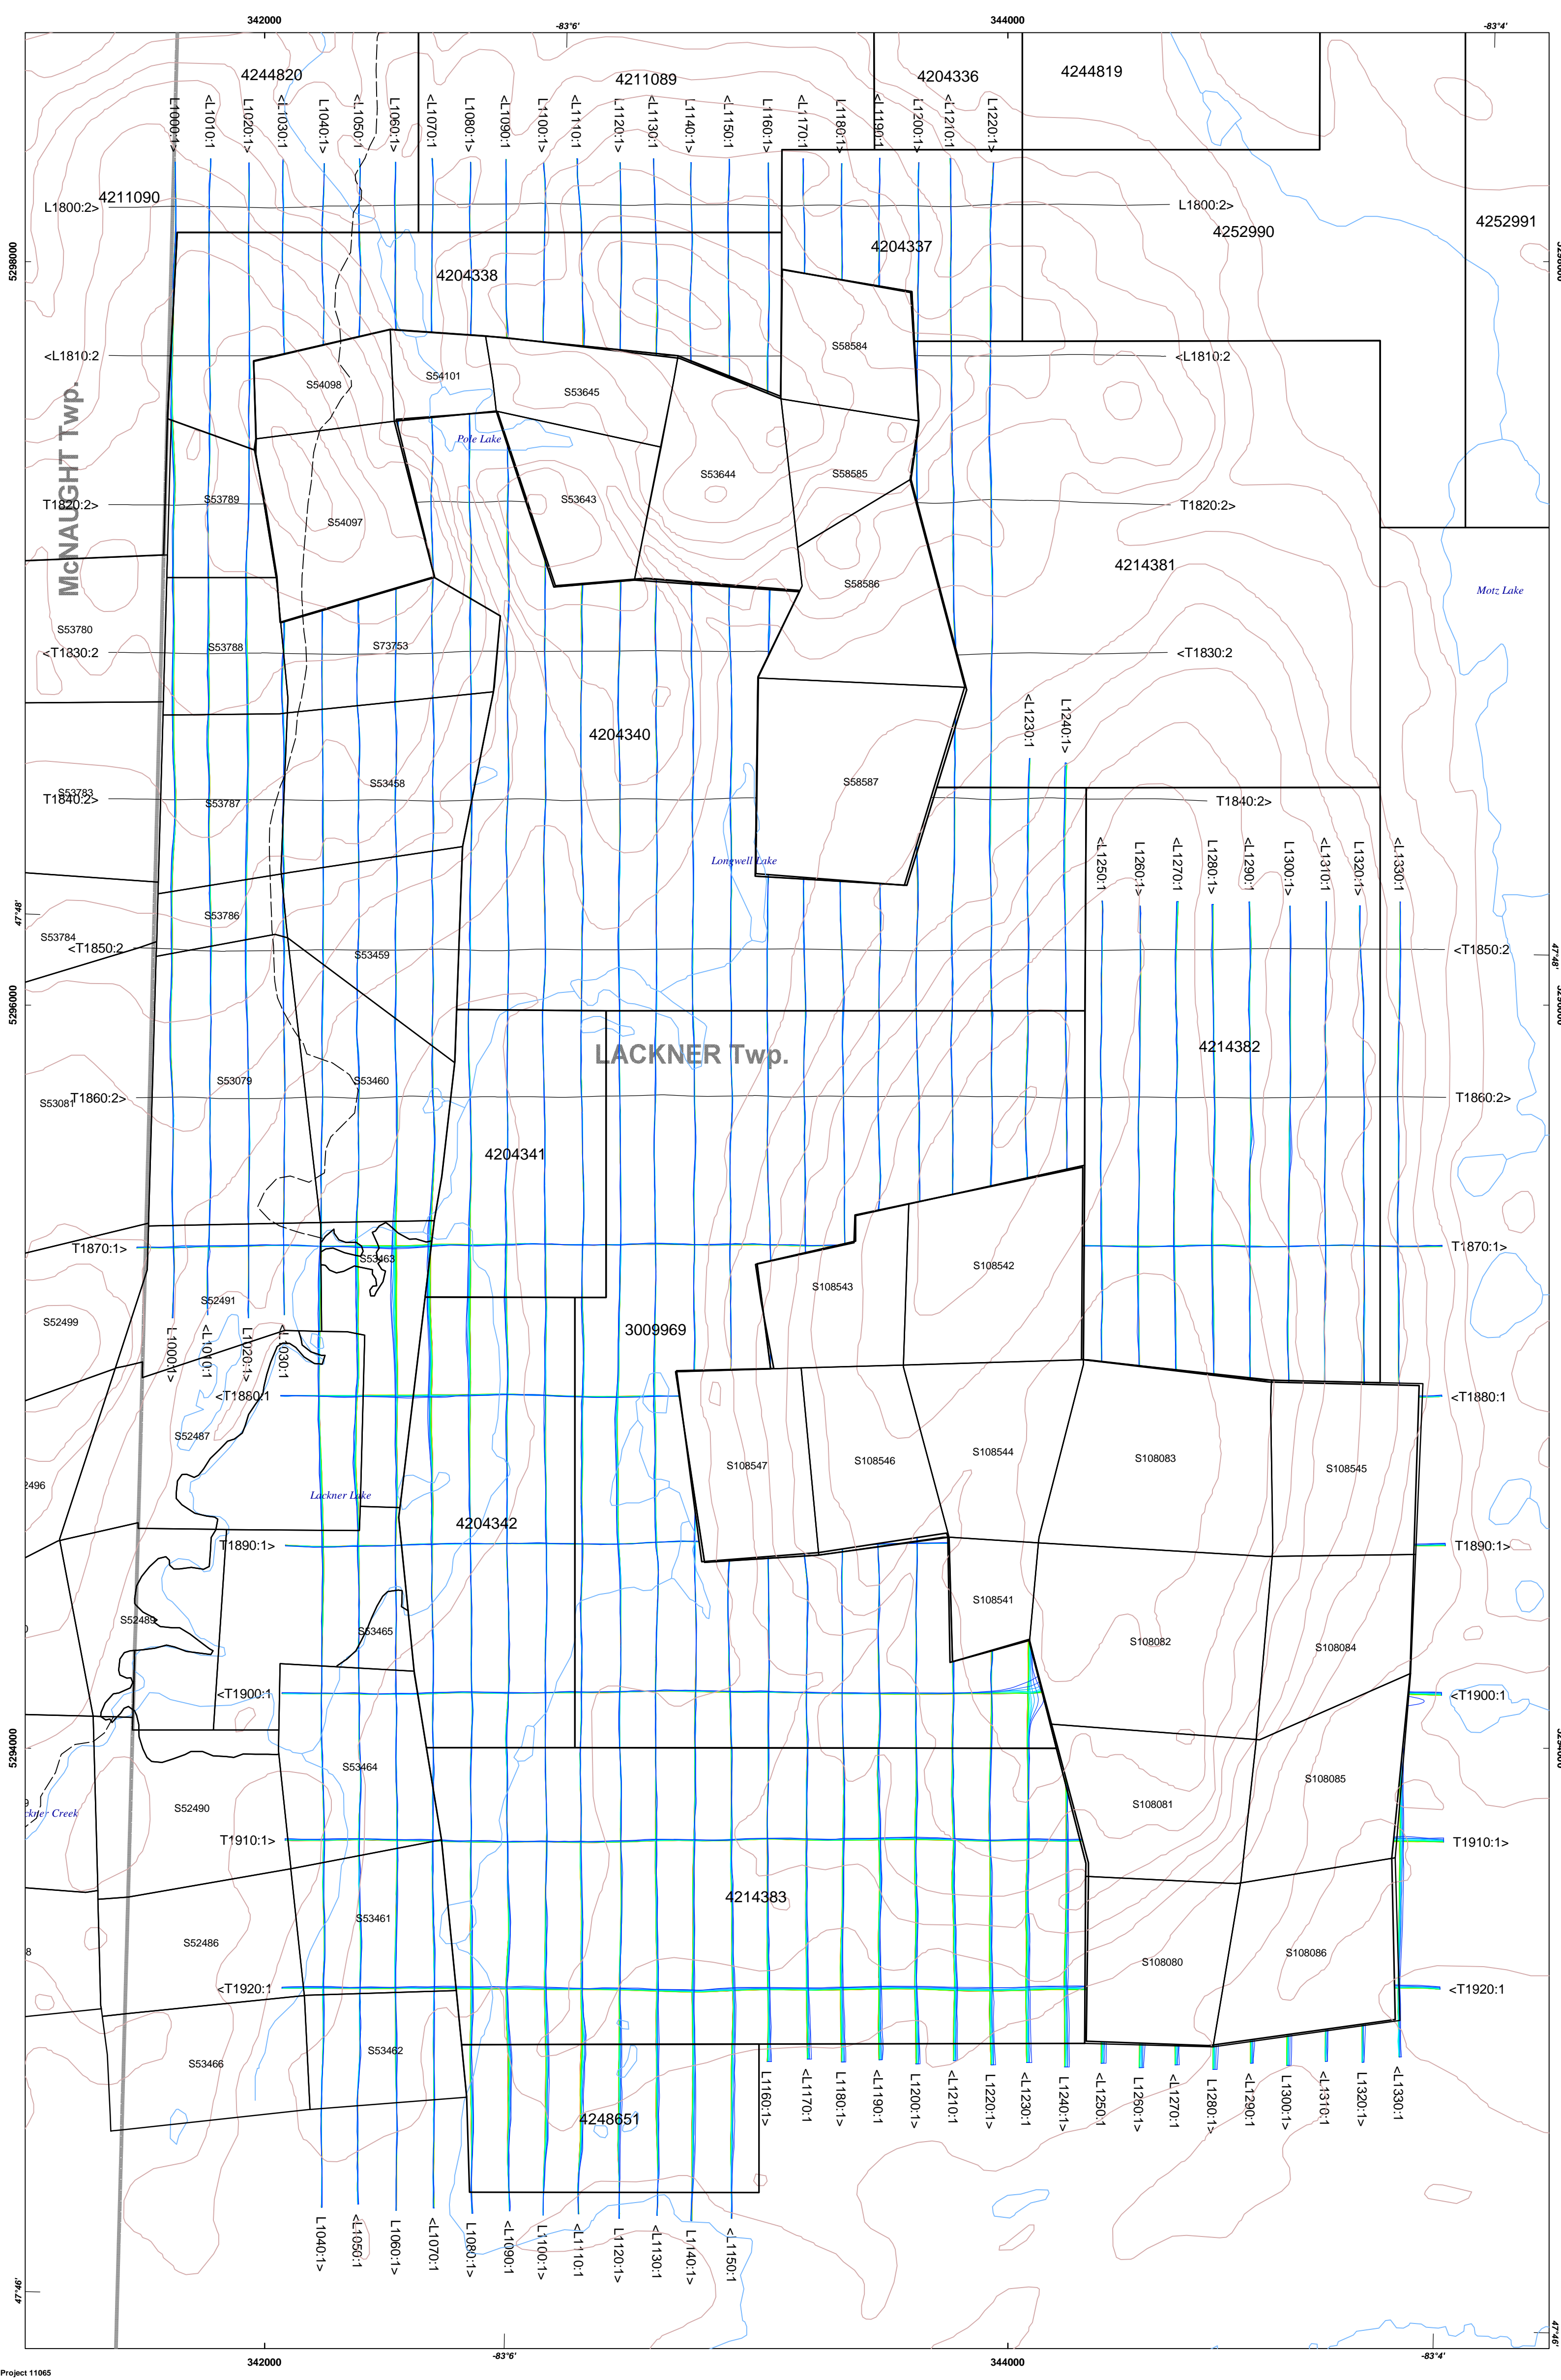 342000
-83°6'
344000
-83°4'
4244820
4211089
4204336
4244819
L1000:1>
<L1010:1
L1020:1>
<L1030:1
L1040:1>
<L1050:1
L1060:1>
<L1070:1
L1080:1>
<L1090:1
L1100:1>
<L1110:1
L1120:1>
<L1130:1
L1140:1>
<L1150:1
L1160:1>
<L1170:1
L1180:1>
<L1190:1
L1200:1>
<L1210:1
L1220:1>
4211090
L1800:2>
L1800:2>
4252991
4204337
4252990
5298000
4204338
S58584
<L1810:2
<L1810:2
S54098
S54101
S53645
McNAUGHT Twp.
Pole Lake
S53789
S53644
S58585
S53643
T1820:2>
T1820:2>
S54097
4214381
S58586
Motz Lake
S53780
S53788
S73753
<T1830:2
<T1830:2
<L1230:1
L1240:1>
4204340
S53458
S58587
S53783
T1840:2>
S53787
T1840:2>
Longwell Lake
<L1250:1
L1260:1>
<L1270:1
L1280:1>
<L1290:1
L1300:1>
<L1310:1
L1320:1>
<L1330:1
47°48'
S53786
S53784
<T1850:2
S53459
<T1850:2
47°48'
5296000
4214382
LACKNER Twp.
S53079
S53460
S53081
T1860:2>
T1860:2>
4204341
T1870:1>
S53463
S108542
T1870:1>
S108543
S52491
S52499
3009969
L1000:1>
<L1010:1
L1020:1>
<L1030:1
<T1880:1
<T1880:1
S52487
S108547
S108546
S108544
S108083
S108545
2496
Lackner Lake
4204342
T1890:1>
T1890:1>
S108541
S52489
S53465
S108082
S108084
<T1900:1
<T1900:1
5294000
S53464
S108085
S52490
S108081
ckner Creek
T1910:1>
T1910:1>
4214383
S53461
S52486
8
S108080
S108086
<T1920:1
<T1920:1
S53466
S53462
4248651
L1160:1>
<L1170:1
L1180:1>
<L1190:1
L1200:1>
<L1210:1
L1220:1>
<L1230:1
L1240:1>
<L1250:1
L1260:1>
<L1270:1
L1280:1>
<L1290:1
L1300:1>
<L1310:1
L1320:1>
<L1330:1
L1040:1>
<L1050:1
L1060:1>
<L1070:1
L1080:1>
<L1090:1
L1100:1>
<L1110:1
L1120:1>
<L1130:1
L1140:1>
<L1150:1
47°46'
47°46'
342000
-83°6'
344000
-83°4'
Project 11065